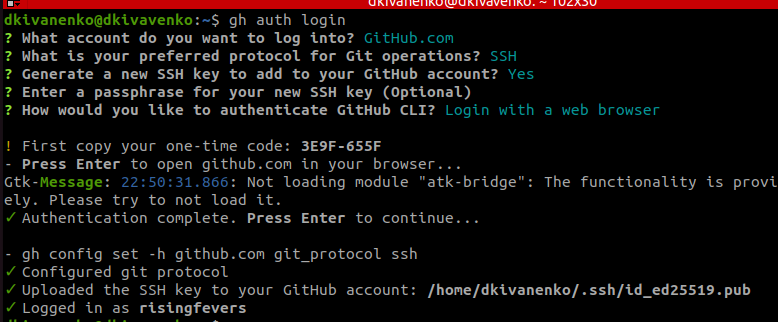 dkivanenko@dkivavenko: ~ 102x30
dkivanenko@dkivanenko:~$ gh auth login
? What account do you want to log into? GitHub.com
? What is your preferred protocol for Git operations? SSH
? Generate a new SSH key to add to your GitHub account? Yes
? Enter a passphrase for your new SSH key (Optional)
? How would you like to authenticate GitHub CLI? Login with a web browser
! First copy your one-time code: 3E9F-655F
- Press Enter to open github.com in your browser...
Gtk-Message: 22:50:31.866: Not loading module "atk-bridge": The functionality is provi
ely. Please try to not load it.
✓ Authentication complete. Press Enter to continue...
- gh config set -h github.com git_protocol ssh
✓ Configured git protocol
✓ Uploaded the SSH key to your GitHub account: /home/dkivanenko/.ssh/id_ed25519.pub
✓ Logged in as risingfevers